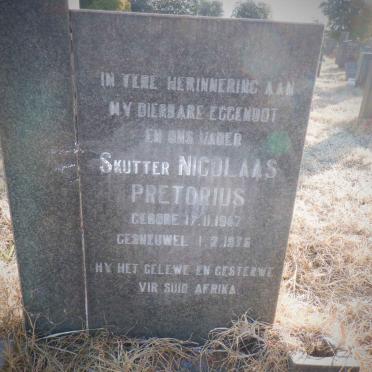 IN TERE HERINNERING AAN
MY DIERBARE EGGENOOT
EN ONS VADER
SKUTTER NICOLAAS
PRETORIUS
GEBORE 17.11.1947
GESNEUWEL 1.2.1976
HY HET GELEWE EN GESTERWE
VIR SUID AFRIKA